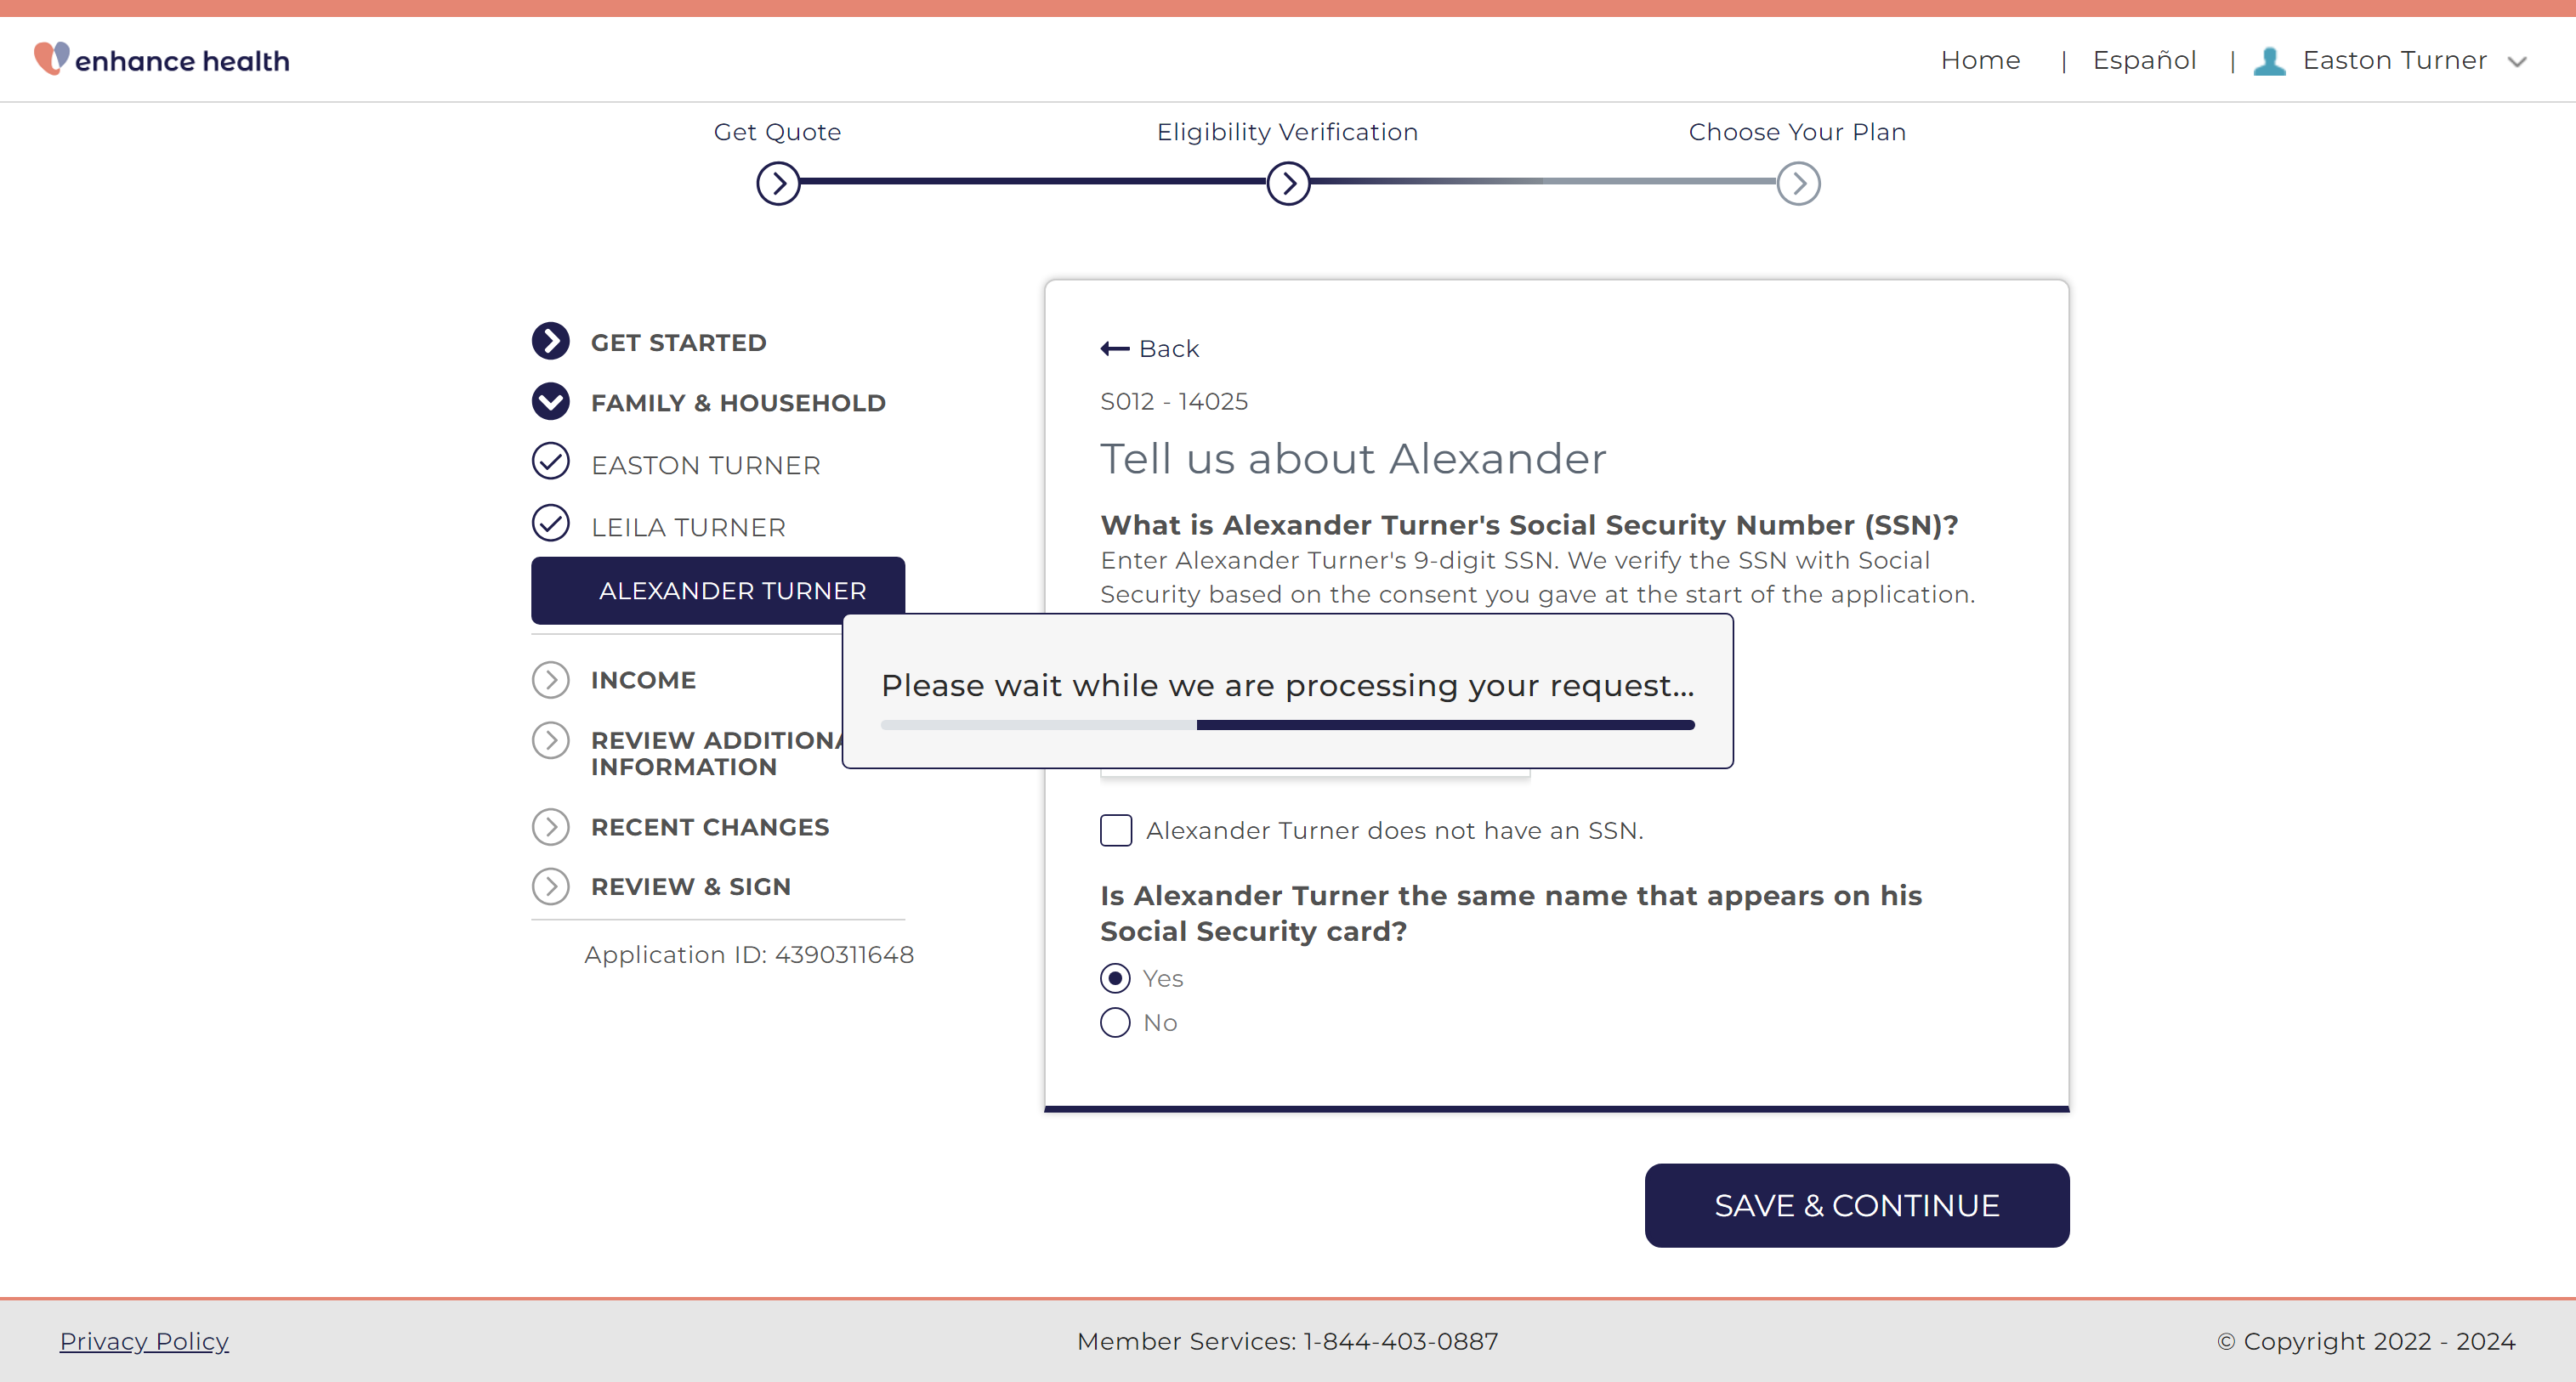 enhance health
Home | Español | Easton Turner
Get Quote
Eligibility Verification
Choose Your Plan
GET STARTED
FAMILY & HOUSEHOLD
EASTON TURNER
LEILA TURNER
ALEXANDER TURNER
INCOME
REVIEW ADDITIONA
INFORMATION
RECENT CHANGES
REVIEW & SIGN
Application ID: 4390311648
Back
S012 - 14025
Tell us about Alexander
What is Alexander Turner's Social Security Number (SSN)?
Enter Alexander Turner's 9-digit SSN. We verify the SSN with Social
Security based on the consent you gave at the start of the application.
Please wait while we are processing your request...
Alexander Turner does not have an SSN.
Is Alexander Turner the same name that appears on his
Social Security card?
Yes
No
SAVE & CONTINUE
Privacy Policy
Member Services: 1-844-403-0887
© Copyright 2022 - 2024